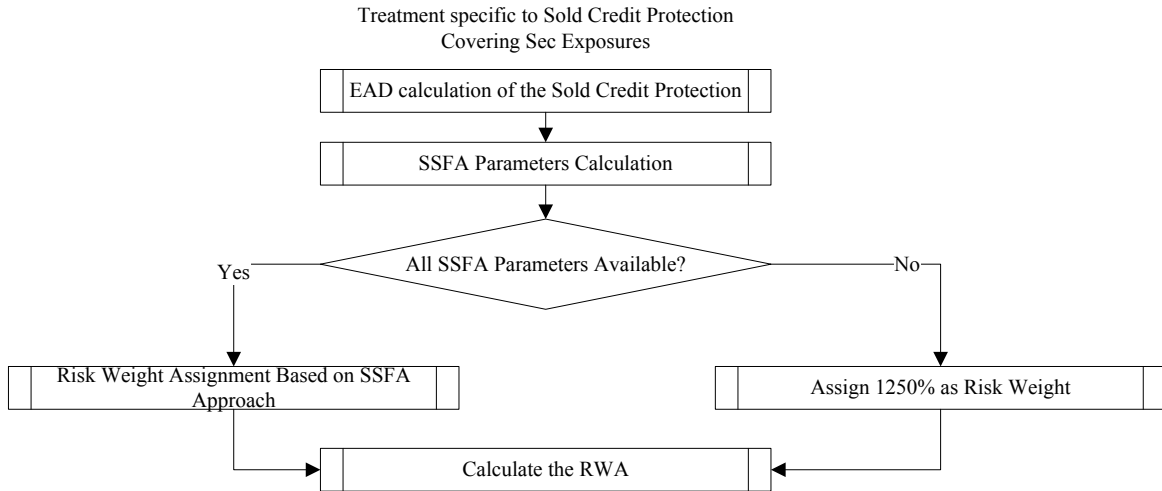 Treatment specific to Sold Credit Protection
Covering Sec Exposures
EAD calculation of the Sold Credit Protection
SSFA Parameters Calculation
All SSFA Parameters Available?
Yes
No
Risk Weight Assignment Based on SSFA
Approach
Assign 1250% as Risk Weight
Calculate the RWA